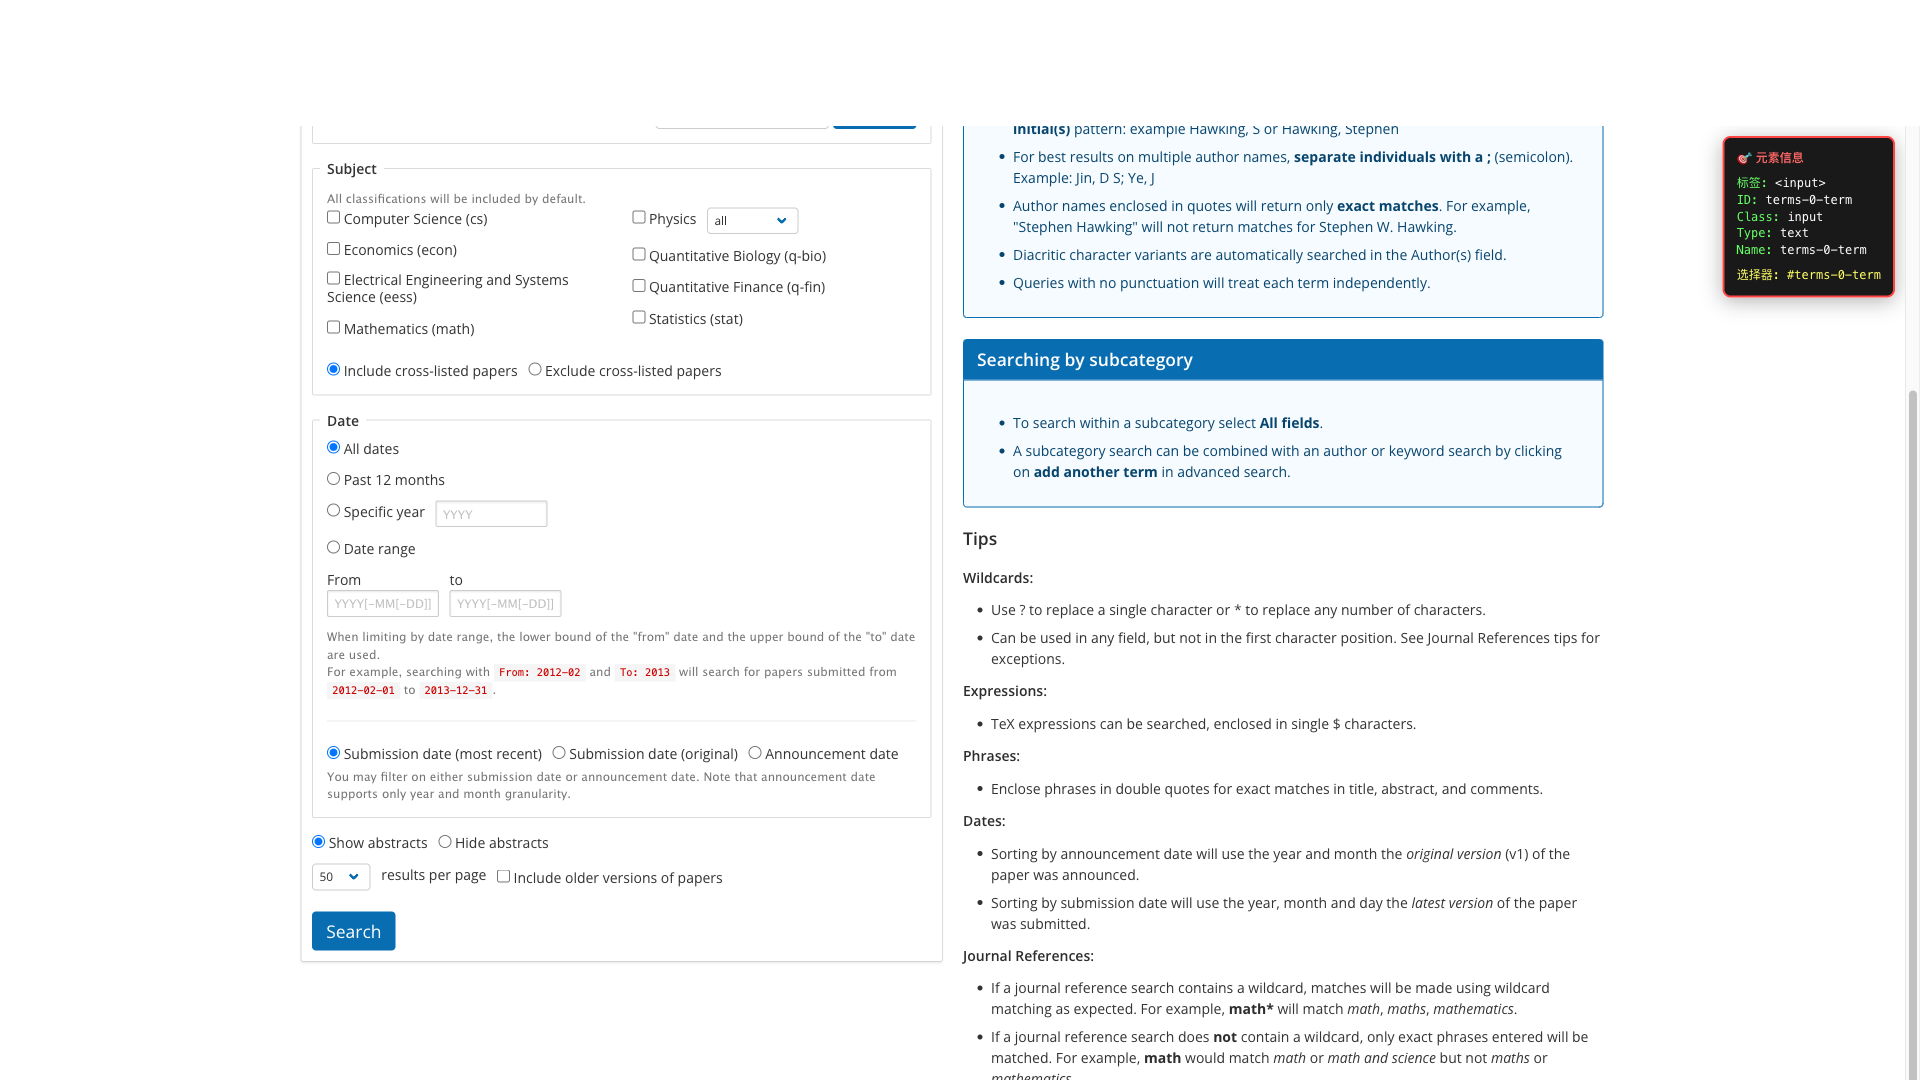 Subject
All classifications will be included by default.
Computer Science (cs)
Economics (econ)
Electrical Engineering and Systems
Science (eess)
Mathematics (math)
Physics all
Quantitative Biology (q-bio)
Quantitative Finance (q-fin)
Statistics (stat)
Include cross-listed papers Exclude cross-listed papers
Date
All dates
Past 12 months
Specific year YYYY
Date range
From to
YYYY[-MM[-DD]] YYYY[-MM[-DD]]
When limiting by date range, the lower bound of the "from" date and the upper bound of the "to" date
are used.
For example, searching with From: 2012-02 and To: 2013 will search for papers submitted from
2012-02-01 to 2013-12-31.
Submission date (most recent) Submission date (original) Announcement date
You may filter on either submission date or announcement date. Note that announcement date
supports only year and month granularity.
Show abstracts Hide abstracts
50 results per page Include older versions of papers
Search
initial(s) pattern: example Hawking, S or Hawking, Stephen
For best results on multiple author names, separate individuals with a ; (semicolon).
Example: Jin, D S; Ye, J
Author names enclosed in quotes will return only exact matches. For example,
"Stephen Hawking" will not return matches for Stephen W. Hawking.
Diacritic character variants are automatically searched in the Author(s) field.
Queries with no punctuation will treat each term independently.
Searching by subcategory
To search within a subcategory select All fields.
A subcategory search can be combined with an author or keyword search by clicking
on add another term in advanced search.
Tips
Wildcards:
Use ? to replace a single character or * to replace any number of characters.
Can be used in any field, but not in the first character position. See Journal References tips for
exceptions.
Expressions:
TeX expressions can be searched, enclosed in single $ characters.
Phrases:
Enclose phrases in double quotes for exact matches in title, abstract, and comments.
Dates:
Sorting by announcement date will use the year and month the original version (v1) of the
paper was announced.
Sorting by submission date will use the year, month and day the latest version of the paper
was submitted.
Journal References:
If a journal reference search contains a wildcard, matches will be made using wildcard
matching as expected. For example, math* will match math, maths, mathematics.
If a journal reference search does not contain a wildcard, only exact phrases entered will be
matched. For example, math would match math or math and science but not maths or
mathematics.
元素信息
标签: <input>
ID: terms-0-term
Class: input
Type: text
Name: terms-0-term
选择器: #terms-0-term